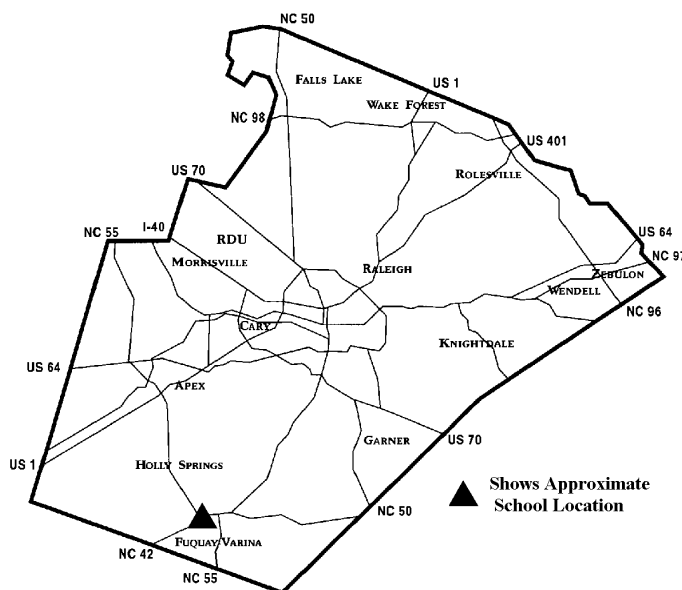 NC 50
FALLS LAKE
US 1
WAKE FOREST
NC 98
US 401
ROLESVILLE
US 70
I-40
NC 55
RDU
US 64
NC 97
MORRISVILLE
RALEIGH
ZEBULON
WENDELL
NC 96
CARY
KNIGHTDALE
US 64
APEX
GARNER
US 70
US 1
HOLLY SPRINGS
Shows Approximate
School Location
NC 50
FUQUAY-VARINA
NC 42
NC 55